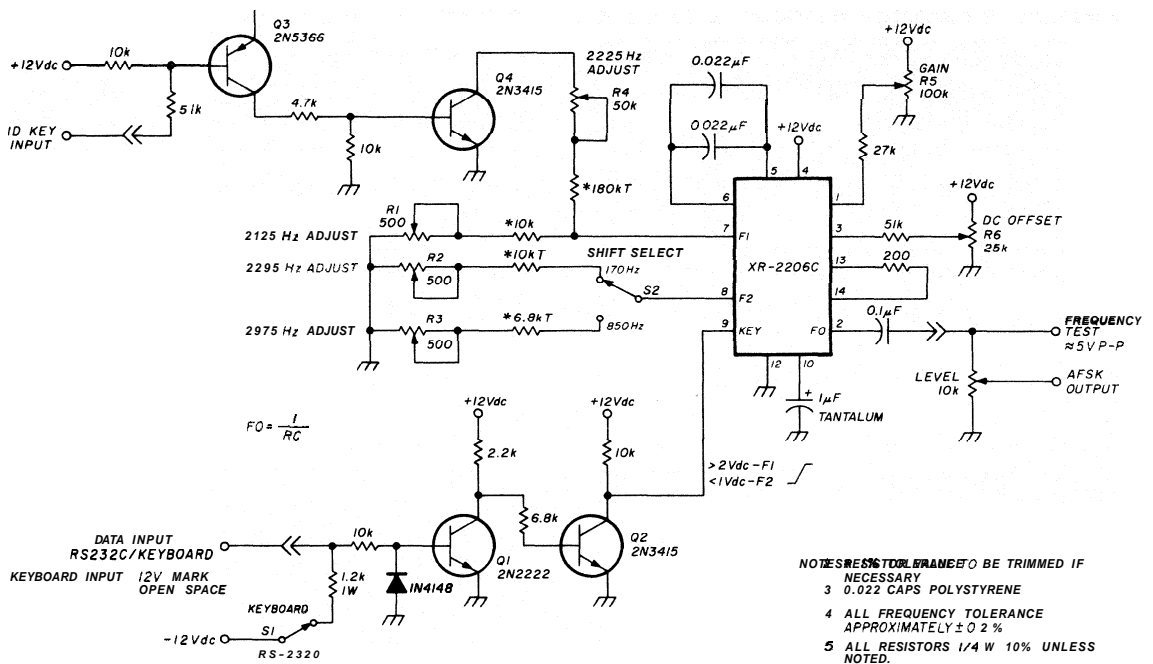 Q3
2N5366
10k
+12Vdc
51k
ID KEY
INPUT
4.7k
10k
Q4
2N3415
2225Hz
ADJUST
R4
50k
*180kT
0.022µF
0.022µF
+12Vdc
+12Vdc
GAIN
R5
100k
27k
5
4
6
1
7
F1
3
51k
+12Vdc
DC OFFSET
R6
25k
XR-2206C
13
200
14
8
F2
9
KEY
FO
2
0.1µF
12
10
+
1µF
TANTALUM
FREQUENCY
TEST
≈5V P-P
LEVEL
10k
AFSK
OUTPUT
R1
500
2125 Hz ADJUST
*10k
2295 Hz ADJUST
R2
500
*10kT
SHIFT SELECT
170Hz
S2
2975 Hz ADJUST
R3
500
*6.8kT
850Hz
FO = 1/RC
+12Vdc
2.2k
+12Vdc
10k
>2Vdc-F1
<1Vdc-F2
6.8k
DATA INPUT
RS232C/KEYBOARD
10k
Q1
2N2222
Q2
2N3415
KEYBOARD INPUT 12V MARK
OPEN SPACE
1.2k
1W
1N4148
KEYBOARD
-12Vdc
S1
RS-2320
TO BE TRIMMED IF
NECESSARY
3 0.022 CAPS POLYSTYRENE
4 ALL FREQUENCY TOLERANCE
APPROXIMATELY ± 0 2 %
5 ALL RESISTORS 1/4 W 10% UNLESS
NOTED.